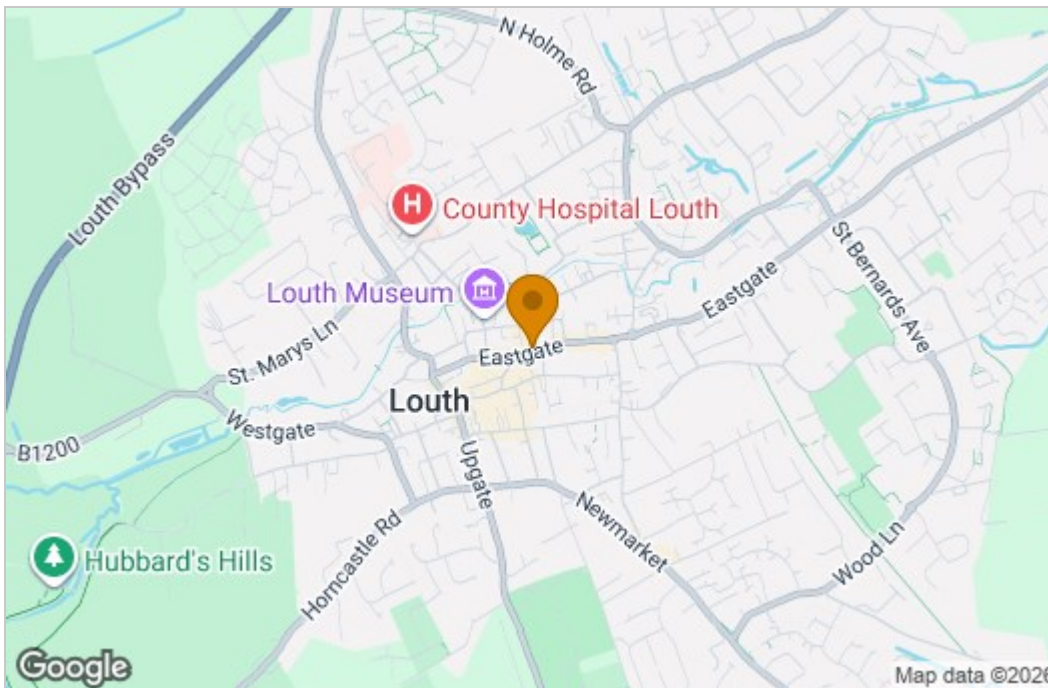 N Holme Rd
Louth Bypass
H
County Hospital Louth
St Bernards Ave
Louth Museum
Eastgate
Eastgate
St. Marys Ln
Louth
Westgate
B1200
Upgate
Newmarket
Horncastle Rd
Wood Ln
Hubbard's Hills
Google
Map data ©2026